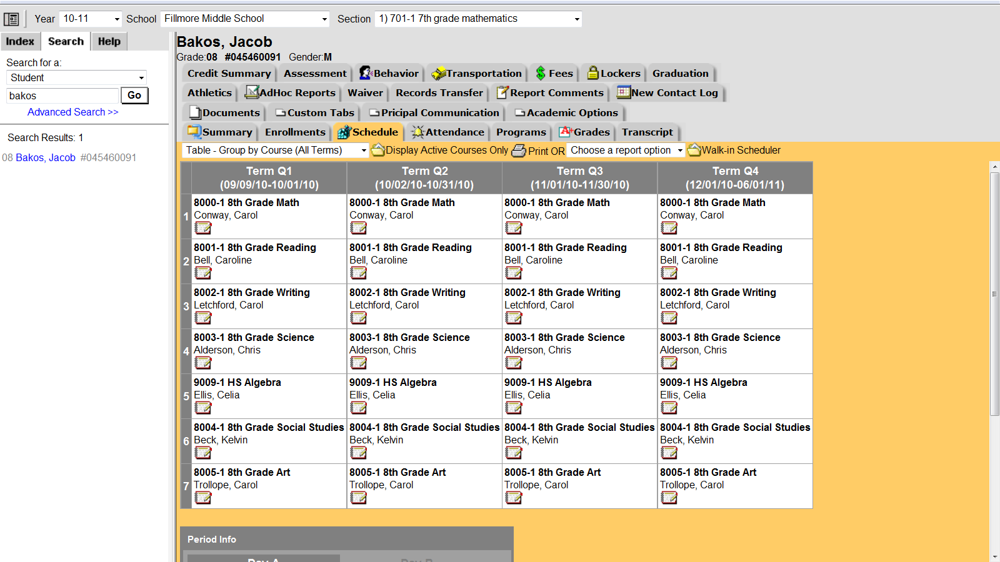 Year 10-11 School Fillmore Middle School Section 1) 701-1 7th grade mathematics
Index Search Help
Search for a:
Student
bakos Go
Advanced Search >>
Search Results: 1
08 Bakos, Jacob #045460091
Bakos, Jacob
Grade:08 #045460091 Gender:M
Credit Summary Assessment Behavior Transportation Fees Lockers Graduation
Athletics AdHoc Reports Waiver Records Transfer Report Comments New Contact Log
Documents Custom Tabs Pricipal Communication Academic Options
Summary Enrollments Schedule Attendance Programs Grades Transcript
Table - Group by Course (All Terms) Display Active Courses Only Print OR Choose a report option Walk-in Scheduler
Term Q1 Term Q2 Term Q3 Term Q4
(09/09/10-10/01/10) (10/02/10-10/31/10) (11/01/10-11/30/10) (12/01/10-06/01/11)
8000-1 8th Grade Math 8000-1 8th Grade Math 8000-1 8th Grade Math 8000-1 8th Grade Math
1 Conway, Carol Conway, Carol Conway, Carol Conway, Carol
8001-1 8th Grade Reading 8001-1 8th Grade Reading 8001-1 8th Grade Reading 8001-1 8th Grade Reading
2 Bell, Caroline Bell, Caroline Bell, Caroline Bell, Caroline
8002-1 8th Grade Writing 8002-1 8th Grade Writing 8002-1 8th Grade Writing 8002-1 8th Grade Writing
3 Letchford, Carol Letchford, Carol Letchford, Carol Letchford, Carol
8003-1 8th Grade Science 8003-1 8th Grade Science 8003-1 8th Grade Science 8003-1 8th Grade Science
4 Alderson, Chris Alderson, Chris Alderson, Chris Alderson, Chris
9009-1 HS Algebra 9009-1 HS Algebra 9009-1 HS Algebra 9009-1 HS Algebra
5 Ellis, Celia Ellis, Celia Ellis, Celia Ellis, Celia
8004-1 8th Grade Social Studies 8004-1 8th Grade Social Studies 8004-1 8th Grade Social Studies 8004-1 8th Grade Social Studies
6 Beck, Kelvin Beck, Kelvin Beck, Kelvin Beck, Kelvin
8005-1 8th Grade Art 8005-1 8th Grade Art 8005-1 8th Grade Art 8005-1 8th Grade Art
7 Trollope, Carol Trollope, Carol Trollope, Carol Trollope, Carol
Period Info
Day A Day B